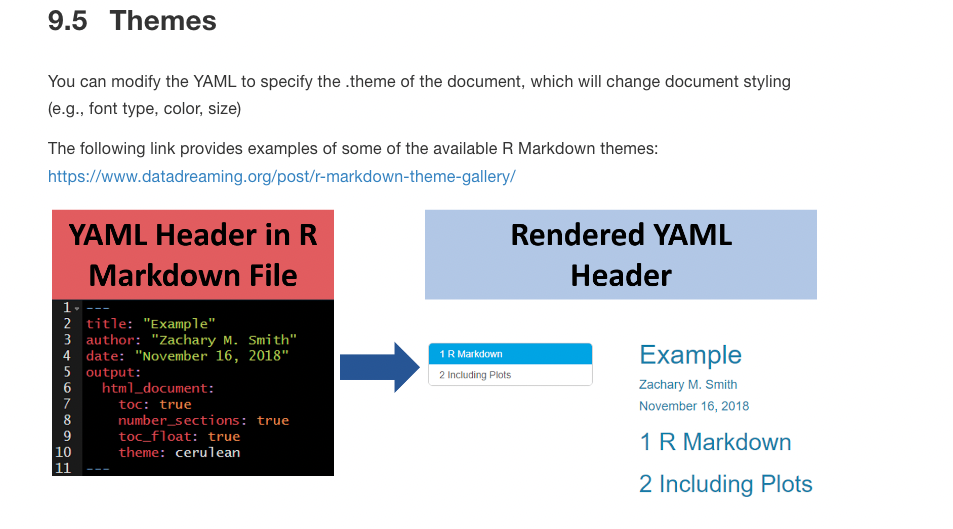 9.5 Themes
You can modify the YAML to specify the .theme of the document, which will change document styling
(e.g., font type, color, size)
The following link provides examples of some of the available R Markdown themes:
https://www.datadreaming.org/post/r-markdown-theme-gallery/
YAML Header in R
Markdown File
1 ---
2 title: "Example"
3 author: "Zachary M. Smith"
4 date: "November 16, 2018"
5 output:
6   html_document:
7     toc: true
8     number_sections: true
9     toc_float: true
10     theme: cerulean
11 ---
Rendered YAML
Header
1 R Markdown
2 Including Plots
Example
Zachary M. Smith
November 16, 2018
1 R Markdown
2 Including Plots